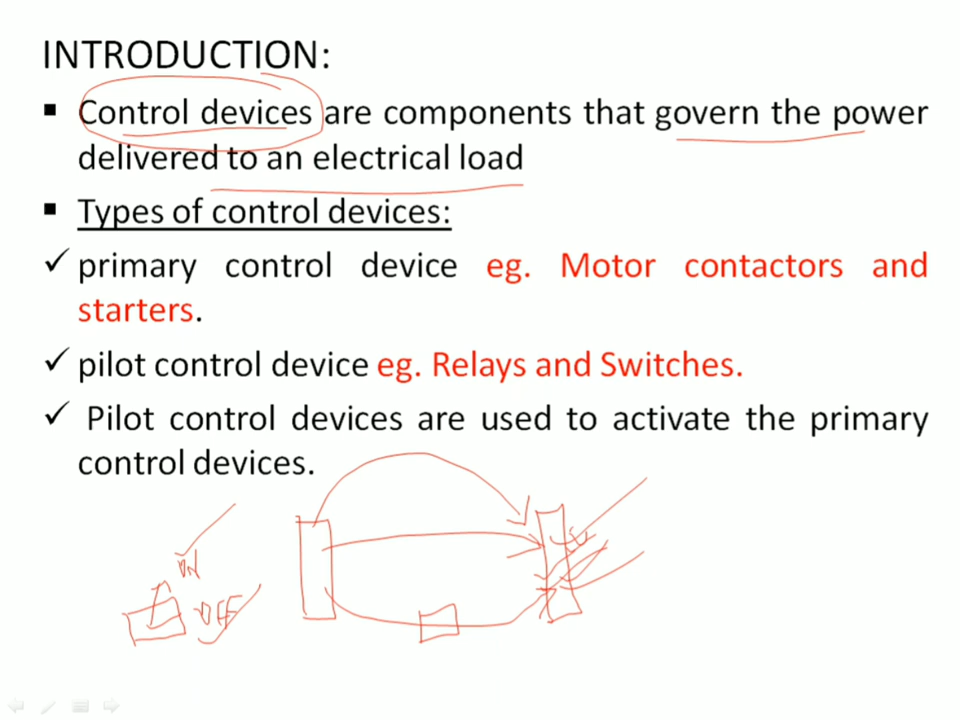 INTRODUCTION:
▪ Control devices are components that govern the power
delivered to an electrical load
▪ Types of control devices:
✓ primary control device eg. Motor contactors and
starters.
✓ pilot control device eg. Relays and Switches.
✓ Pilot control devices are used to activate the primary
control devices.
ON
OFF